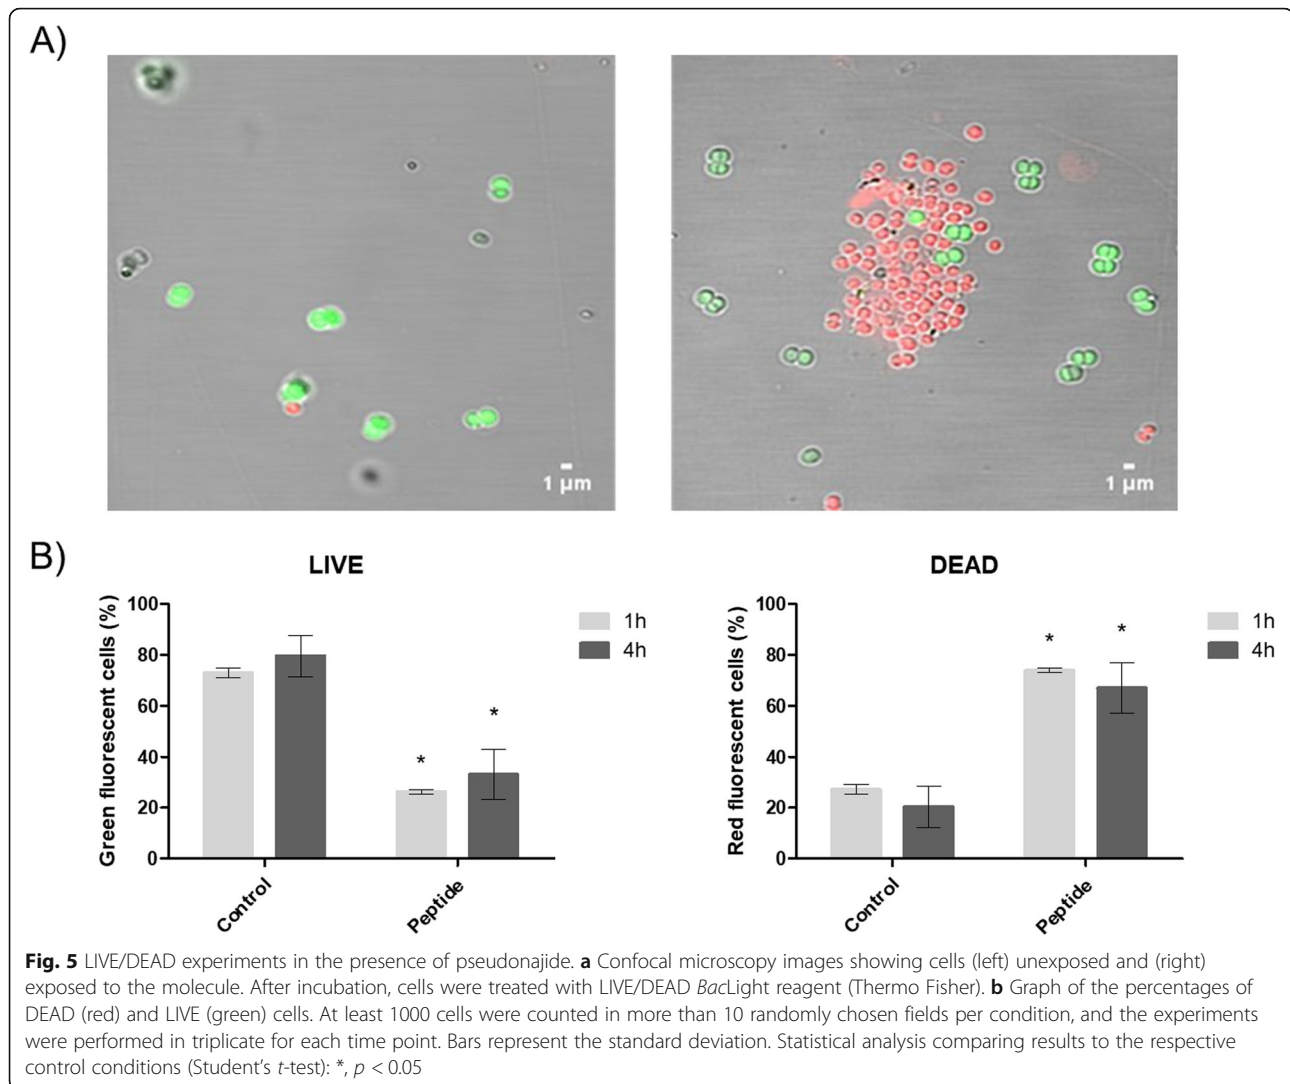 A)
1 μm
1 μm
B)
LIVE
Green fluorescent cells (%)
100
80
60
40
20
0
*
*
Control
Peptide
1h
4h
DEAD
Red fluorescent cells (%)
100
80
60
40
20
0
*
*
Control
Peptide
1h
4h
Fig. 5 LIVE/DEAD experiments in the presence of pseudonajide. a Confocal microscopy images showing cells (left) unexposed and (right)
exposed to the molecule. After incubation, cells were treated with LIVE/DEAD BacLight reagent (Thermo Fisher). b Graph of the percentages of
DEAD (red) and LIVE (green) cells. At least 1000 cells were counted in more than 10 randomly chosen fields per condition, and the experiments
were performed in triplicate for each time point. Bars represent the standard deviation. Statistical analysis comparing results to the respective
control conditions (Student's t-test): *, p < 0.05